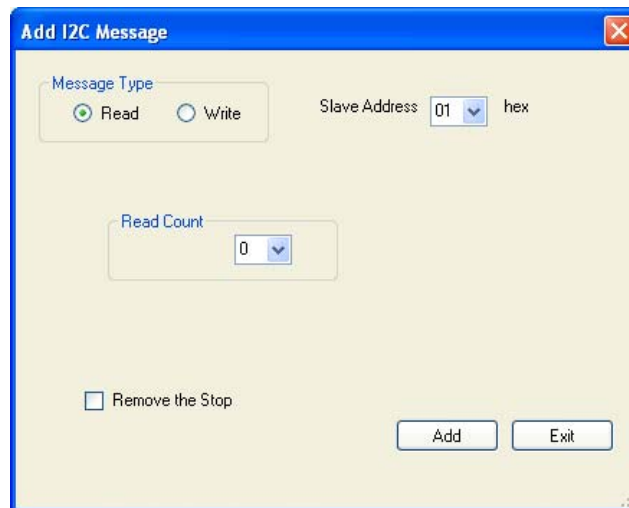 Add I2C Message
Message Type
Read Write
Slave Address 01 hex
Read Count
0
Remove the Stop
Add Exit